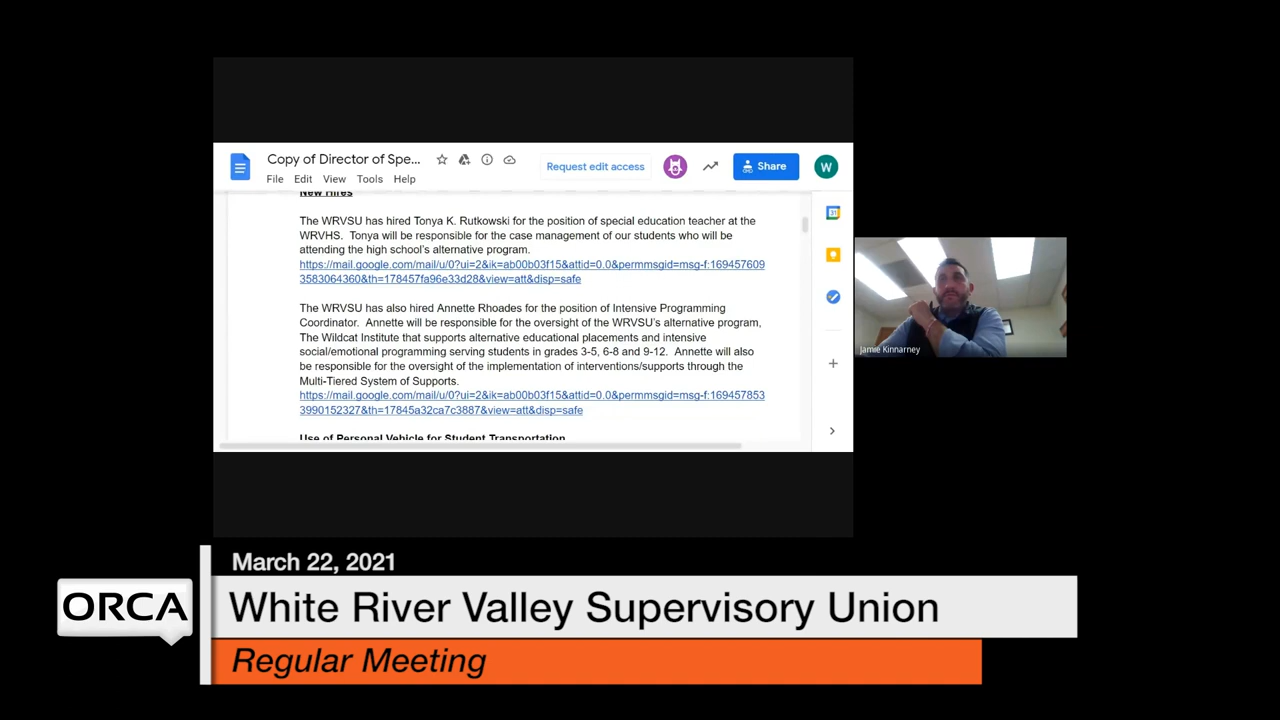 Copy of Director of Spe...
Request edit access
Share
W
File Edit View Tools Help
New Hires
The WRVSU has hired Tonya K. Rutkowski for the position of special education teacher at the
WRVHS. Tonya will be responsible for the case management of our students who will be
attending the high school's alternative program.
https://mail.google.com/mail/u/0?ui=2&ik=ab00b03f15&attid=0.0&permmsgid=msg-f:169457609
3583064360&th=178457fa96e33d28&view=att&disp=safe
The WRVSU has also hired Annette Rhoades for the position of Intensive Programming
Coordinator. Annette will be responsible for the oversight of the WRVSU's alternative program,
The Wildcat Institute that supports alternative educational placements and intensive
social/emotional programming serving students in grades 3-5, 6-8 and 9-12. Annette will also
be responsible for the oversight of the implementation of interventions/supports through the
Multi-Tiered System of Supports.
https://mail.google.com/mail/u/0?ui=2&ik=ab00b03f15&attid=0.0&permmsgid=msg-f:169457853
3990152327&th=17845a32ca7c3887&view=att&disp=safe
Use of Personal Vehicle for Student Transportation
31
Jamie Kinnarney
March 22, 2021
ORCA
White River Valley Supervisory Union
Regular Meeting